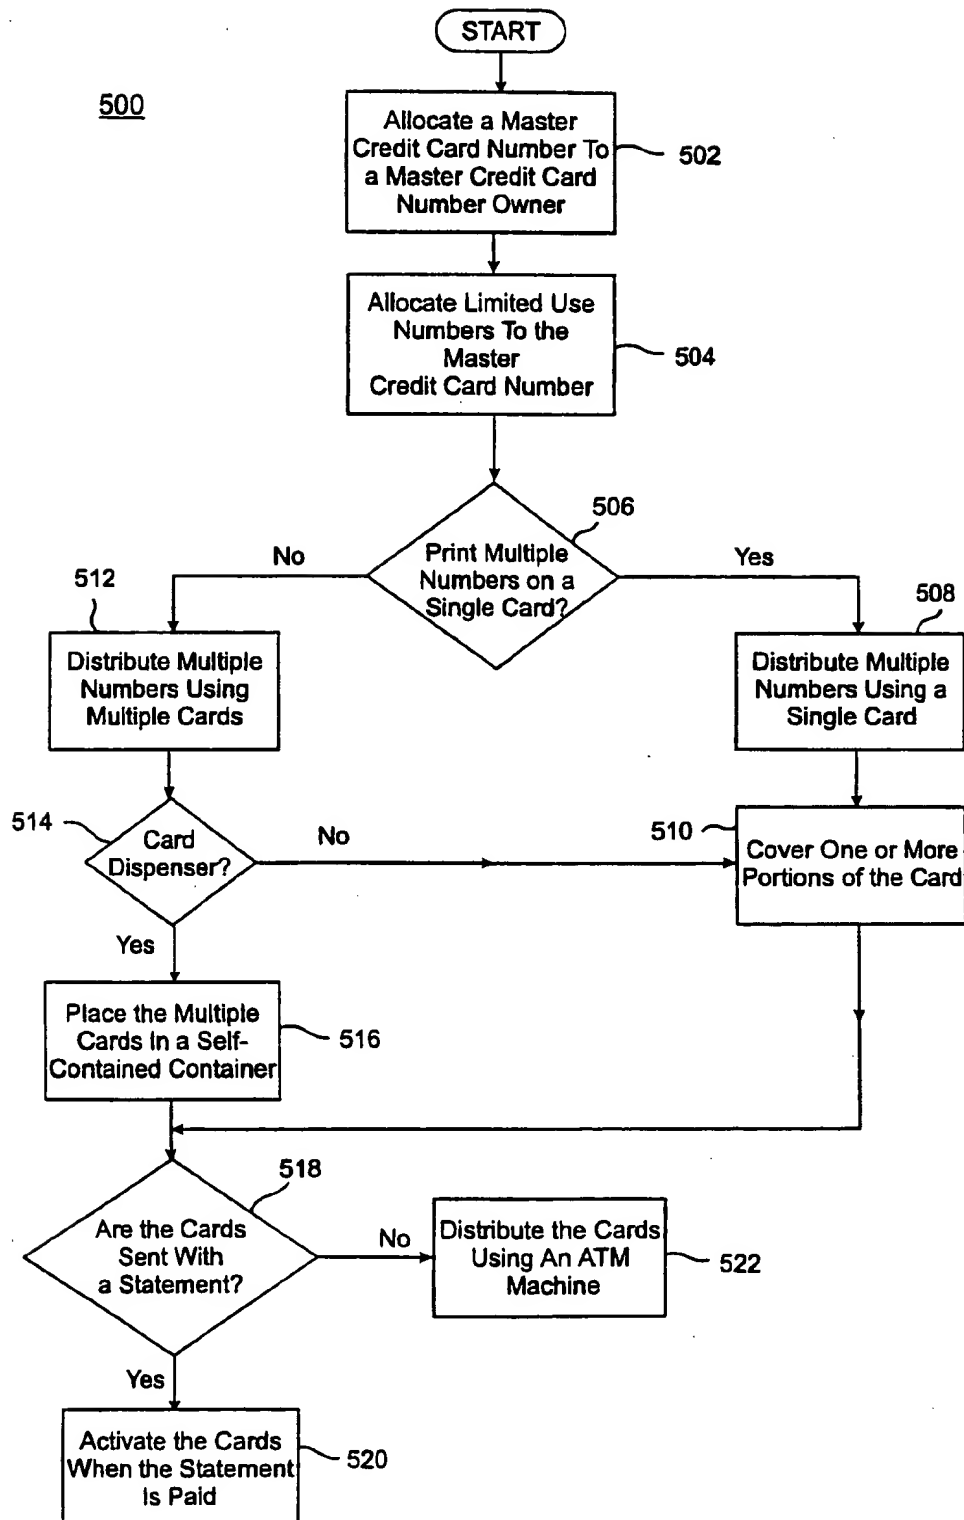 START
500
Allocate a Master
Credit Card Number To
a Master Credit Card
Number Owner
502
Allocate Limited Use
Numbers To the
Master
Credit Card Number
504
506
Print Multiple
Numbers on a
Single Card?
No
Yes
512
508
Distribute Multiple
Numbers Using
Multiple Cards
Distribute Multiple
Numbers Using a
Single Card
514
Card
Dispenser?
No
510
Cover One or More
Portions of the Card
Yes
Place the Multiple
Cards In a Self-
Contained Container
516
518
Are the Cards
Sent With
a Statement?
No
Distribute the Cards
Using An ATM
Machine
522
Yes
Activate the Cards
When the Statement
Is Paid
520